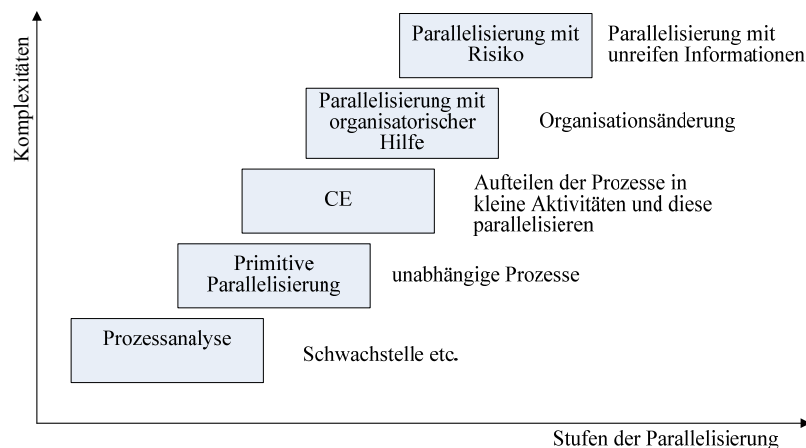 Komplexitäten
Parallelisierung mit
Risiko
Parallelisierung mit
unreifen Informationen
Parallelisierung mit
organisatorischer
Hilfe
Organisationsänderung
CE
Aufteilen der Prozesse in
kleine Aktivitäten und diese
parallelisieren
Primitive
Parallelisierung
unabhängige Prozesse
Prozessanalyse
Schwachstelle etc.
Stufen der Parallelisierung